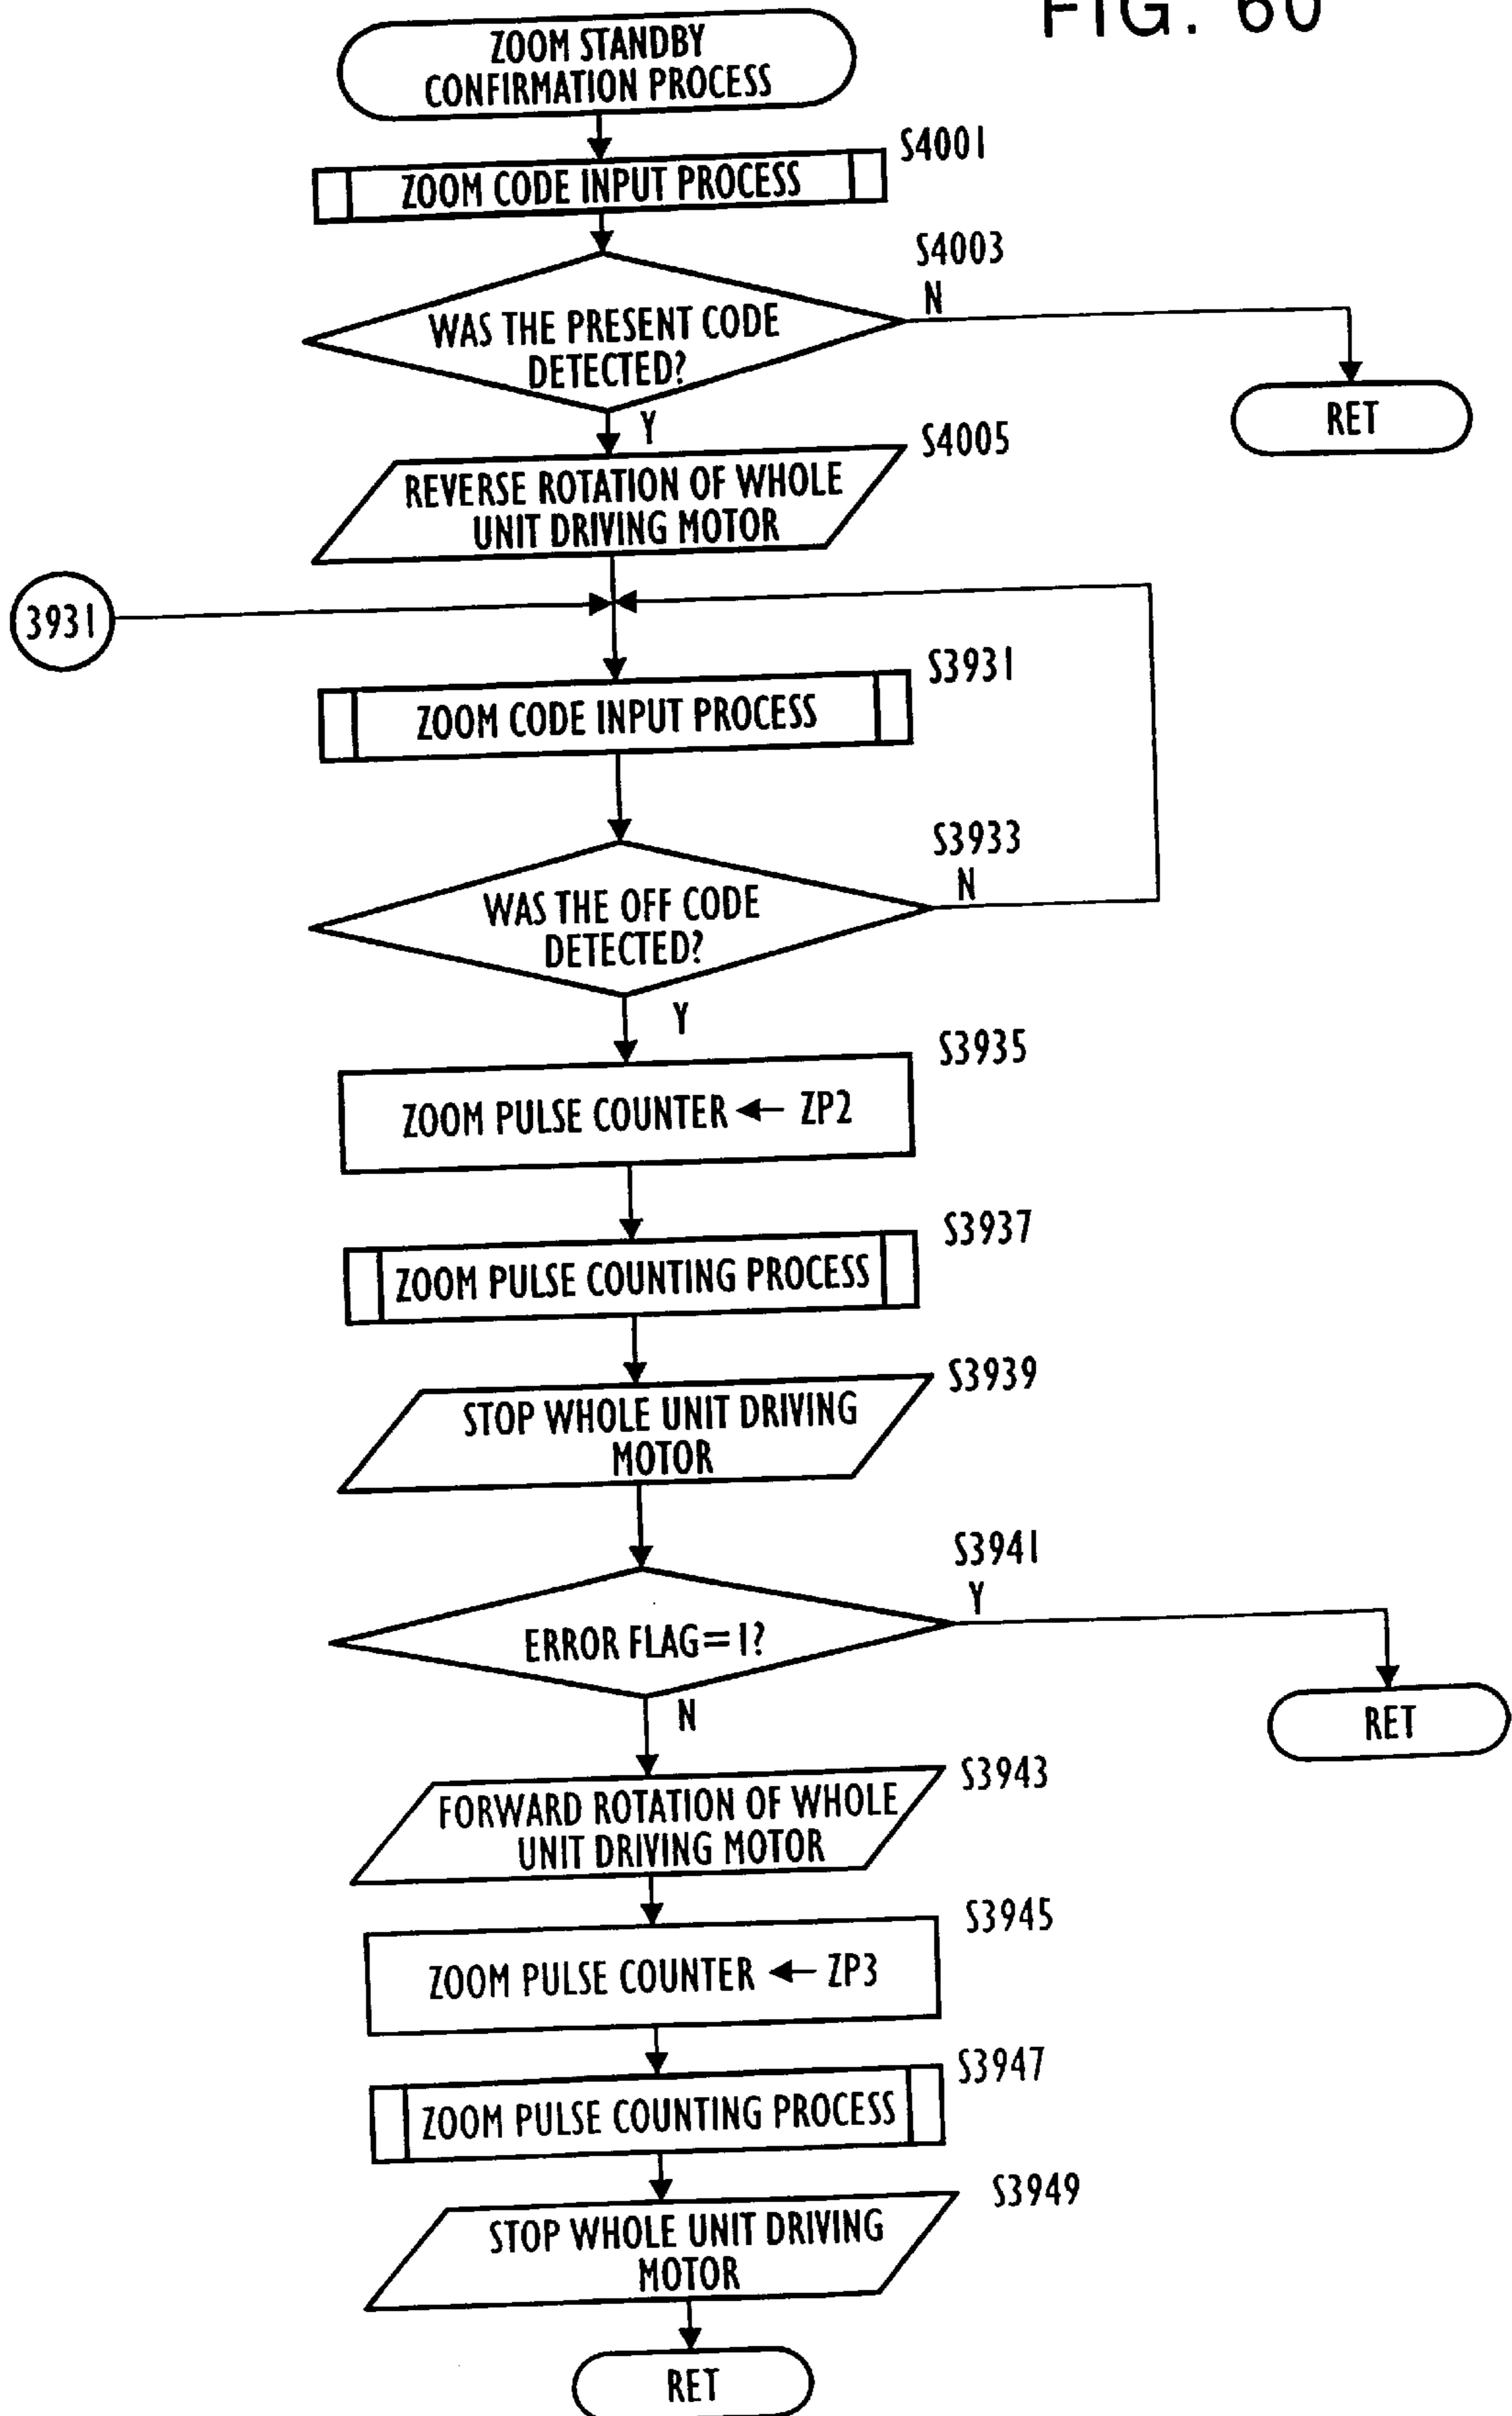 FIG. 60
ZOOM STANDBY
CONFIRMATION PROCESS
S4001
ZOOM CODE INPUT PROCESS
S4003
N
WAS THE PRESENT CODE
DETECTED?
RET
Y
S4005
REVERSE ROTATION OF WHOLE
UNIT DRIVING MOTOR
3931
S3931
ZOOM CODE INPUT PROCESS
S3933
N
WAS THE OFF CODE
DETECTED?
Y
S3935
ZOOM PULSE COUNTER ← ZP2
S3937
ZOOM PULSE COUNTING PROCESS
S3939
STOP WHOLE UNIT DRIVING
MOTOR
S3941
Y
ERROR FLAG=1?
RET
N
S3943
FORWARD ROTATION OF WHOLE
UNIT DRIVING MOTOR
S3945
ZOOM PULSE COUNTER ← ZP3
S3947
ZOOM PULSE COUNTING PROCESS
S3949
STOP WHOLE UNIT DRIVING
MOTOR
RET